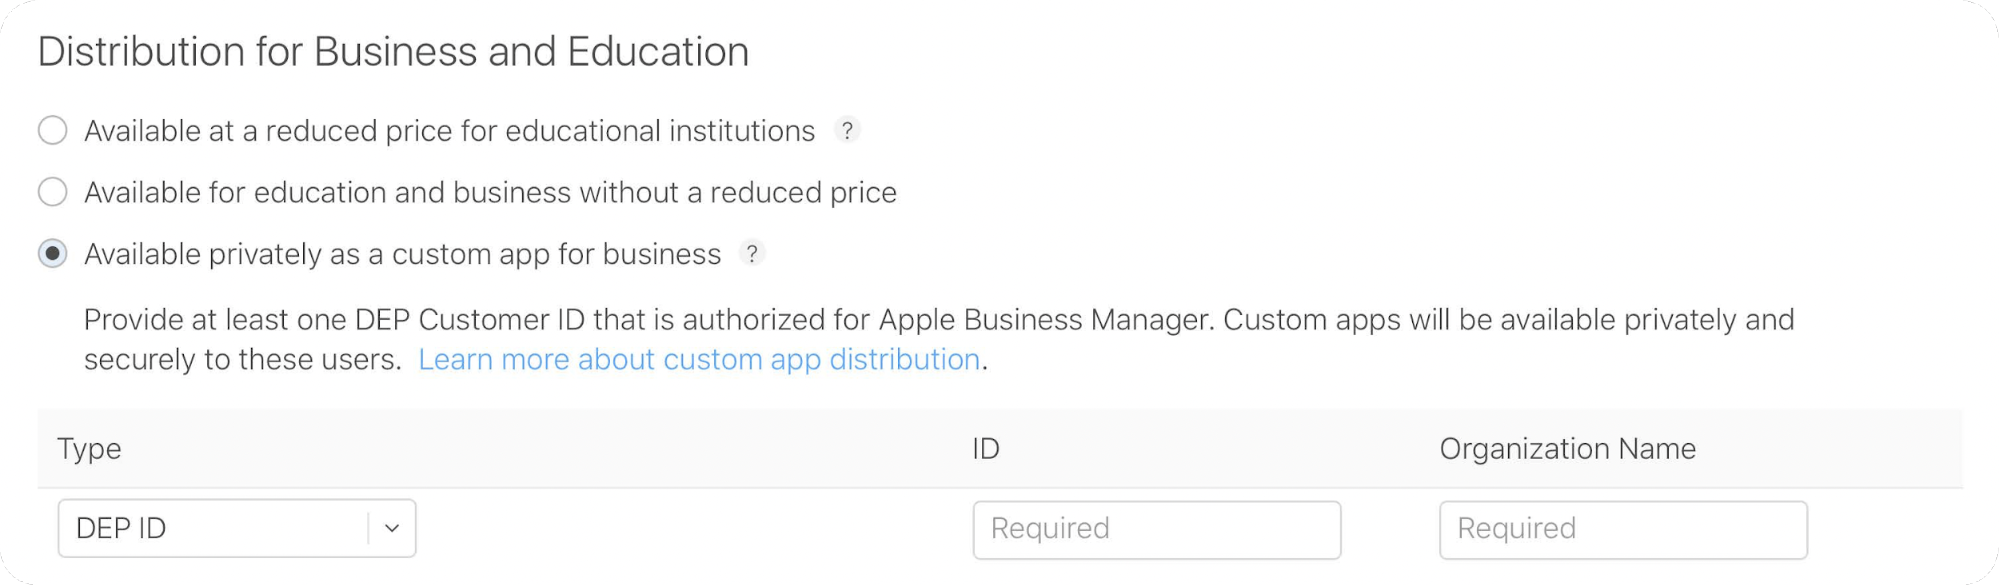 Distribution for Business and Education
Available at a reduced price for educational institutions ?
Available for education and business without a reduced price
Available privately as a custom app for business ?
Provide at least one DEP Customer ID that is authorized for Apple Business Manager. Custom apps will be available privately and
securely to these users. Learn more about custom app distribution.
Type ID Organization Name
DEP ID Required Required